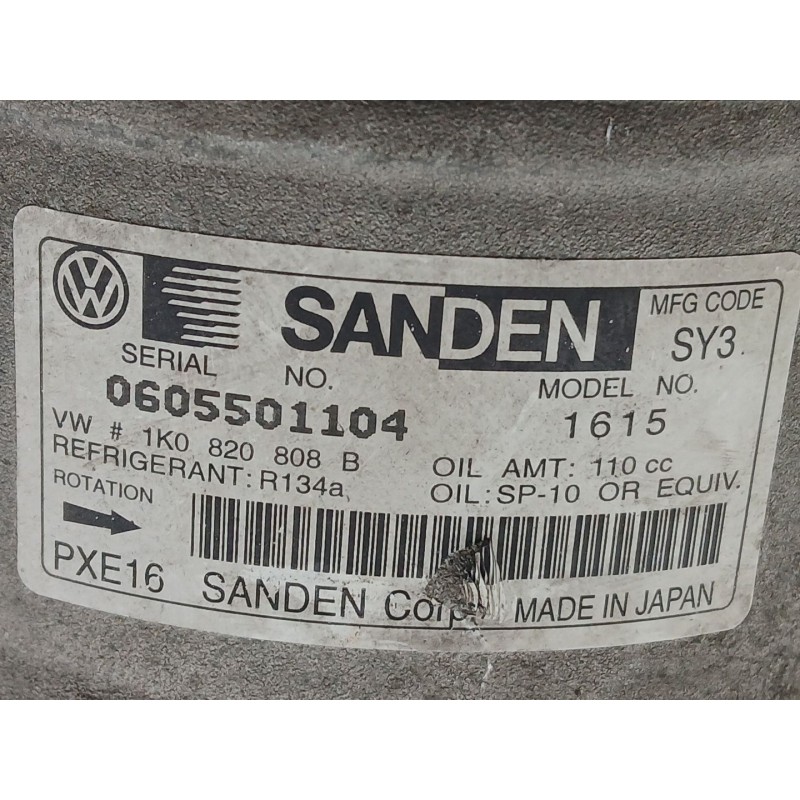 VW SANDEN MFG CODE
SY3
SERIAL NO. MODEL NO.
0605501104 1615
VW # 1K0 820 808 B OIL AMT: 110 cc
REFRIGERANT: R134a OIL: SP-10 OR EQUIV.
ROTATION
PXE16 SANDEN Corp. MADE IN JAPAN